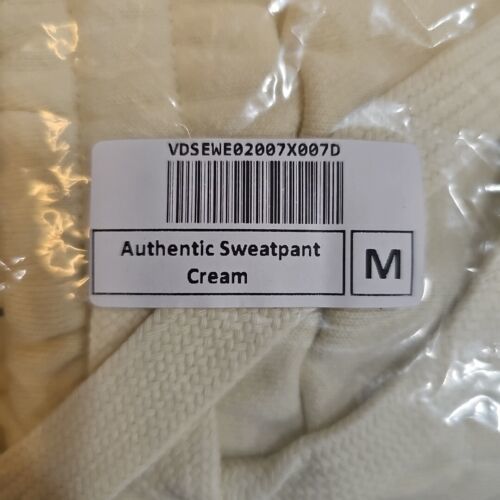 VDSEWE02007X007D
Authentic Sweatpant
Cream
M